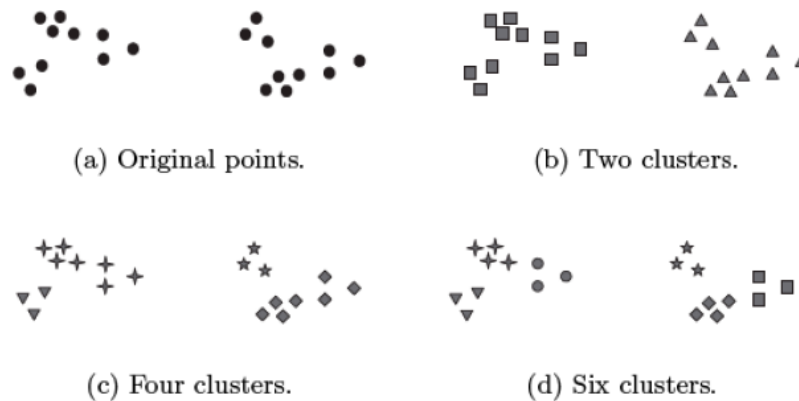 (a) Original points.
(b) Two clusters.
(c) Four clusters.
(d) Six clusters.